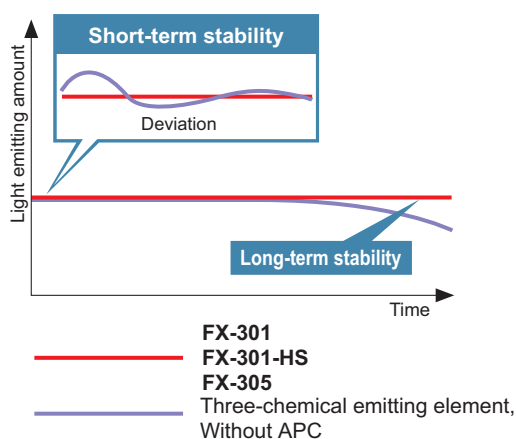 Short-term stability
Deviation
Light emitting amount
Long-term stability
Time
FX-301
FX-301-HS
FX-305
Three-chemical emitting element,
Without APC